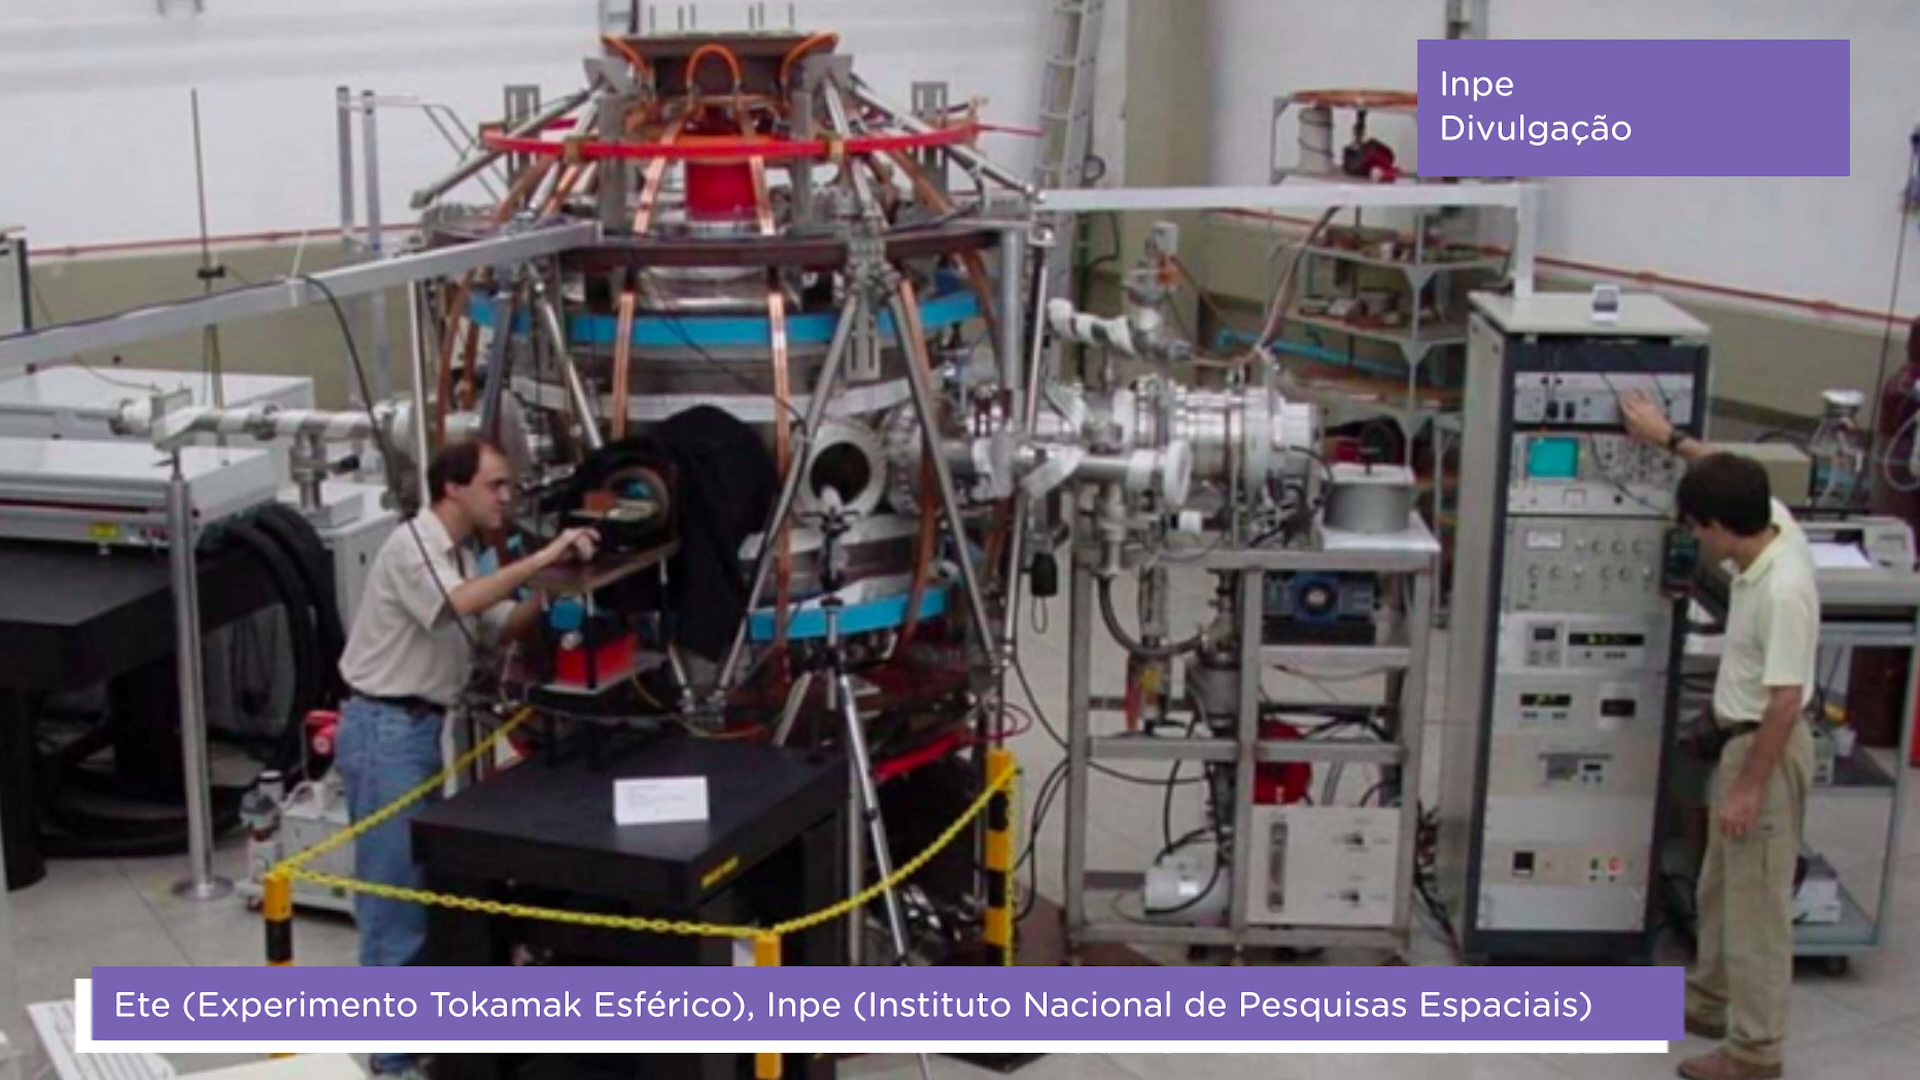 Inpe
Divulgação
Ete (Experimento Tokamak Esférico), Inpe (Instituto Nacional de Pesquisas Espaciais)